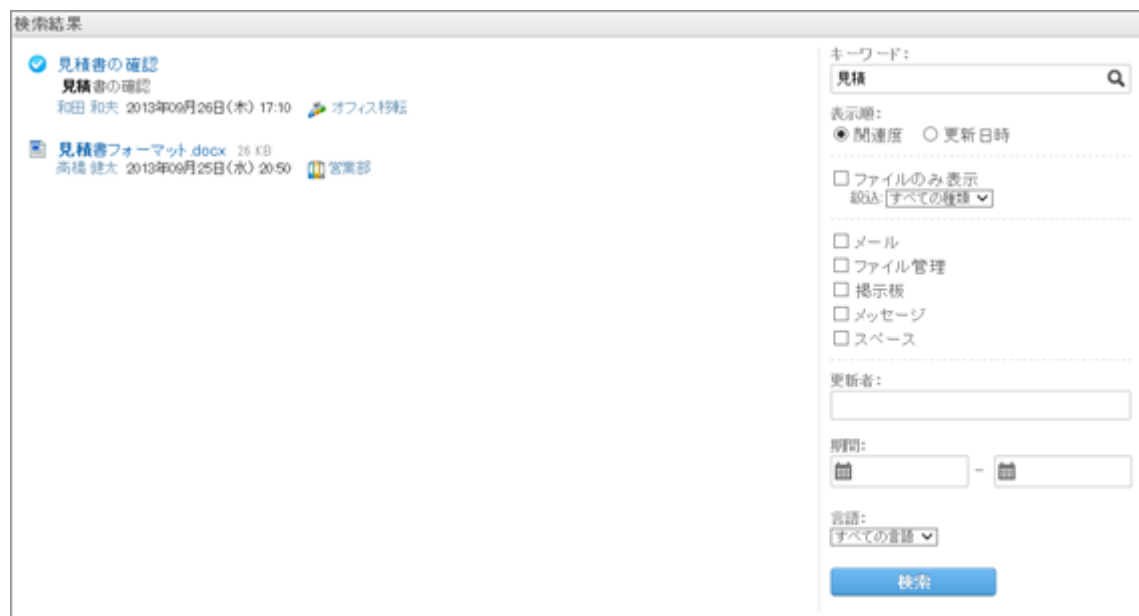 検索結果
見積書の確認
見積書の確認
和田 和夫 2013年09月26日(木) 17:10 オフィス移転
見積書フォーマット.docx 26 KB
高橋 健太 2013年09月25日(水) 20:50 営業部
キーワード:
見積
表示順:
関連度 更新日時
ファイルのみ表示
絞込: すべての種類
メール
ファイル管理
掲示板
メッセージ
スペース
更新者:
期間:
-
言語:
すべての言語
検索